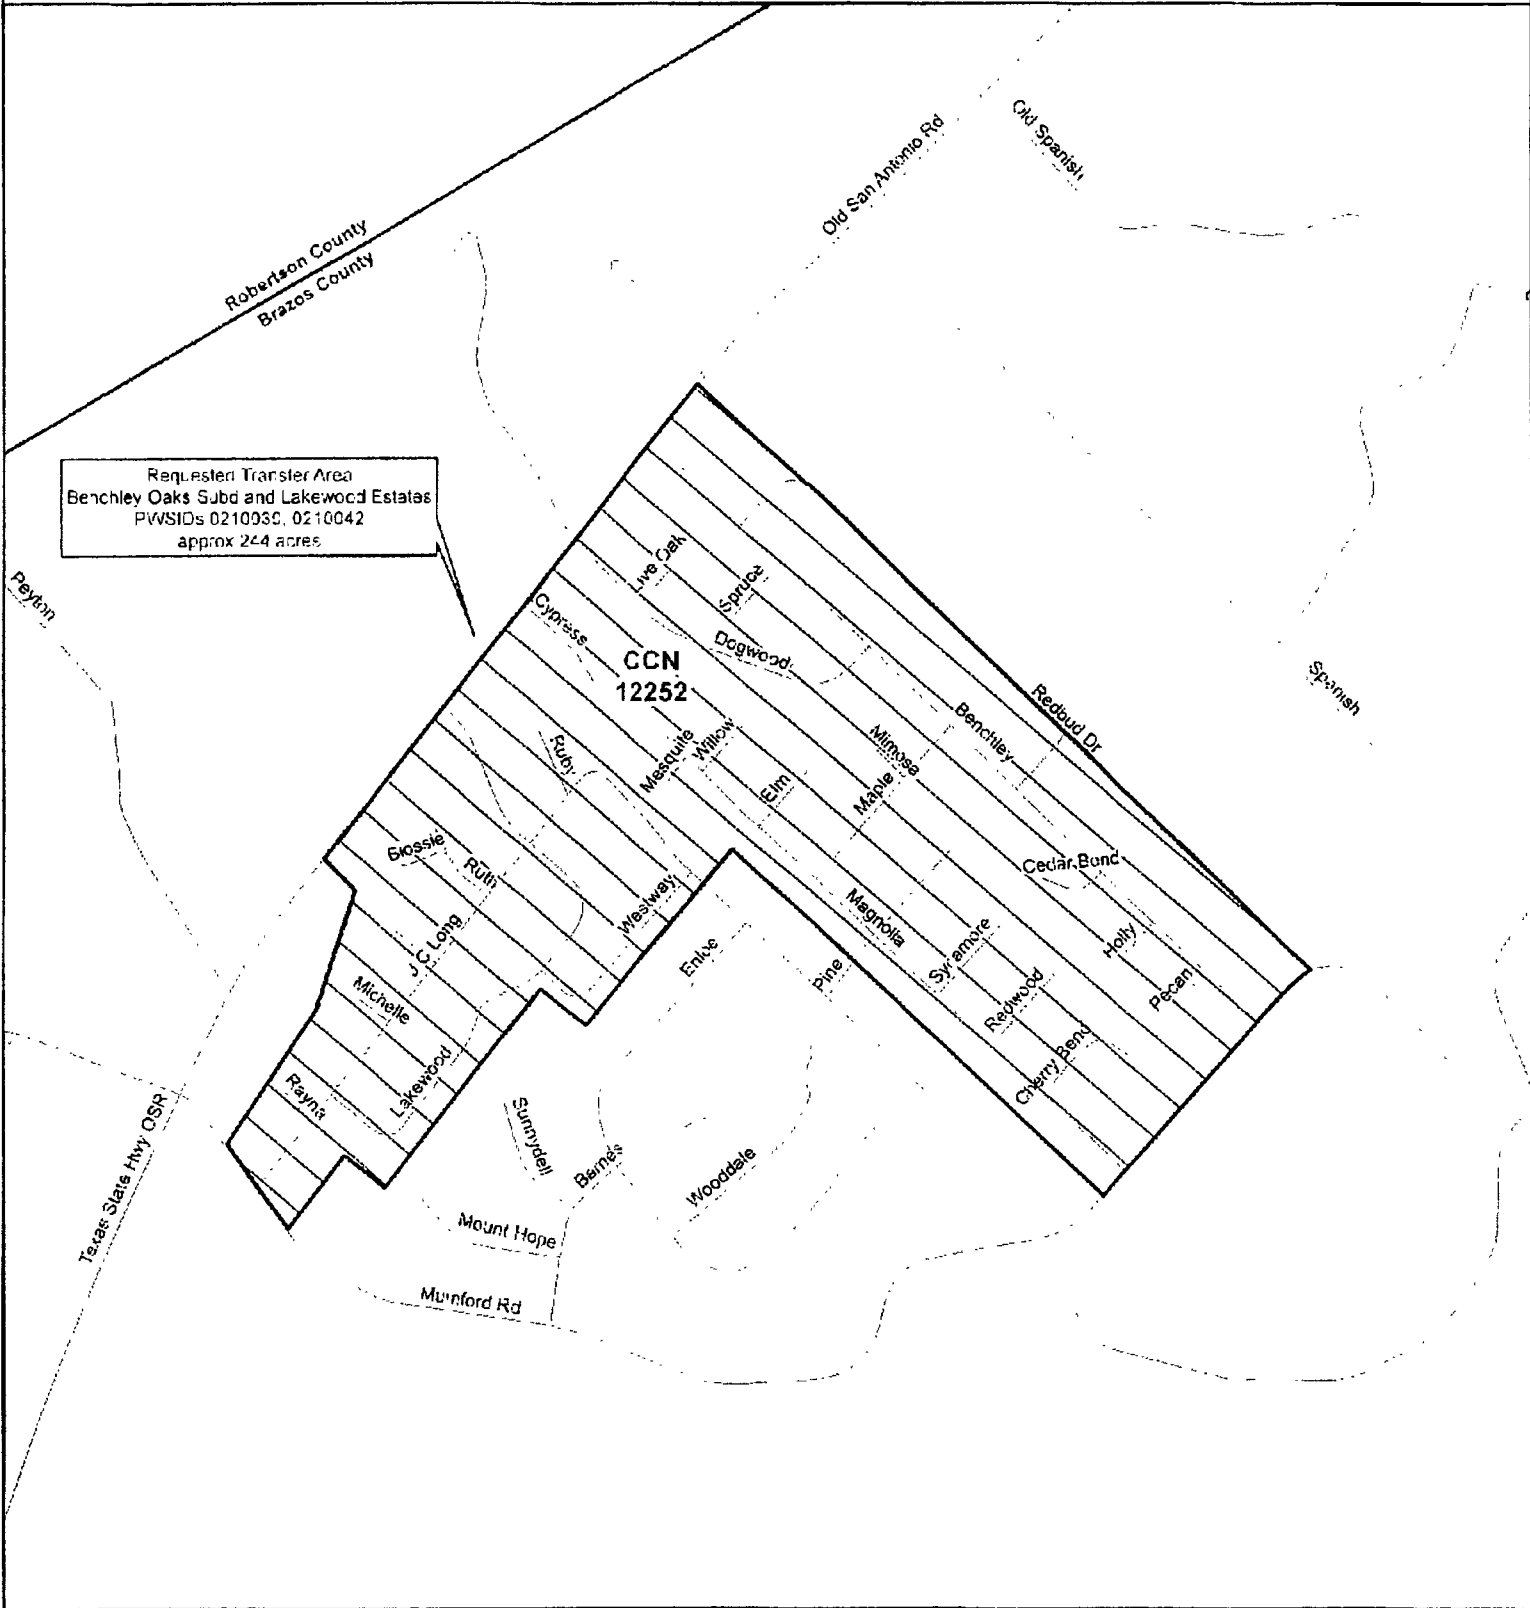 Old Spanish
Old San Antonio Rd
Robertson County
Brazos County
Requested Transfer Area
Benchley Oaks Subd and Lakewood Estates
PWSIDs 0210039, 0210042
approx 244 acres
Peyton
Live Oak
Spruce
Cypress
Dogwood
CCN
12252
Spanish
Redbud Dr
Benchley
Ruby
Mesquite
Willow
Mimosa
Elm
Maple
Blossie
Ruth
Cedar Bend
Westway
Magnolia
J C Long
Enloe
Pine
Sycamore
Holly
Michelle
Redwood
Pecan
Rayna
Lakewood
Cherry Bend
Sunnydell
Texas State Hwy OSR
Barnes
Wooddale
Mount Hope
Mumford Rd